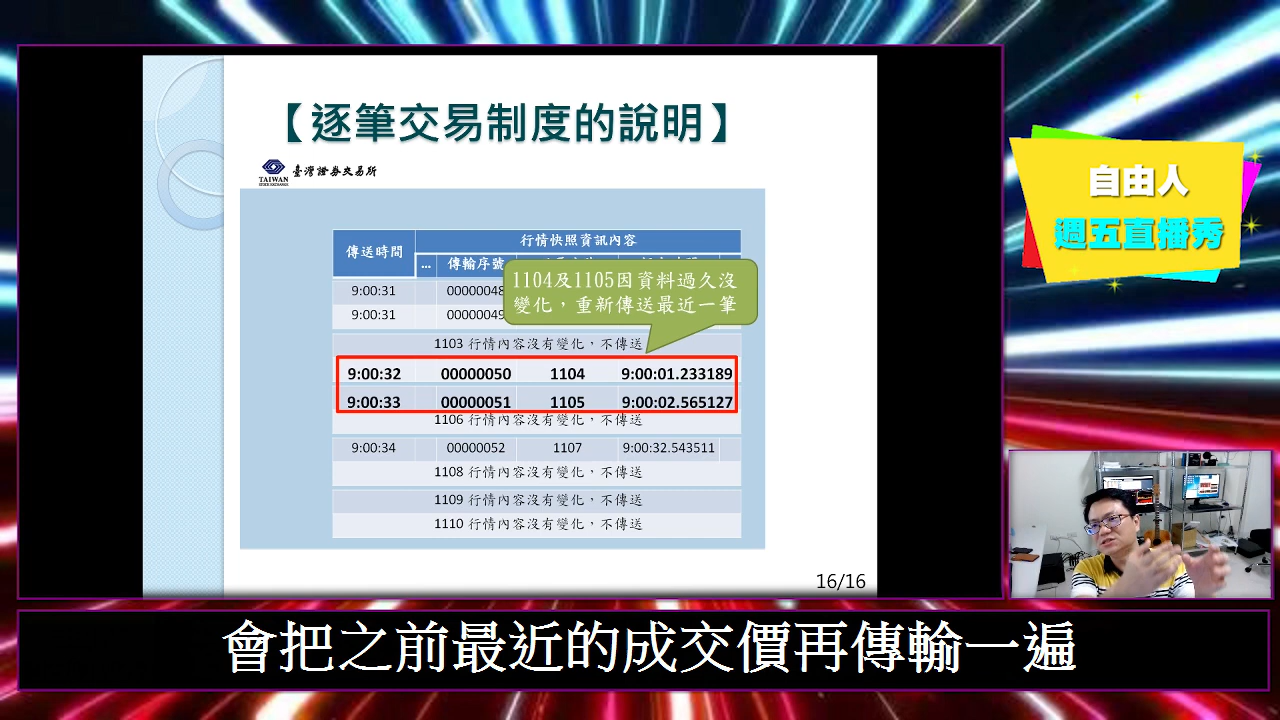 【逐筆交易制度的說明】
TAIWAN
STOCK EXCHANGE
臺灣證券交易所
傳送時間
行情快照資訊內容
...
傳輸序號
1104及1105因資料過久沒
變化，重新傳送最近一筆
9:00:31
9:00:31
1103 行情內容沒有變化，不傳送
9:00:32 00000050 1104 9:00:01.233189
9:00:33 00000051 1105 9:00:02.565127
1106 行情內容沒有變化，不傳送
9:00:34 00000052 1107 9:00:32.543511
1108 行情內容沒有變化，不傳送
1109 行情內容沒有變化，不傳送
1110 行情內容沒有變化，不傳送
16/16
自由人
週五直播秀
會把之前最近的成交價再傳輸一遍